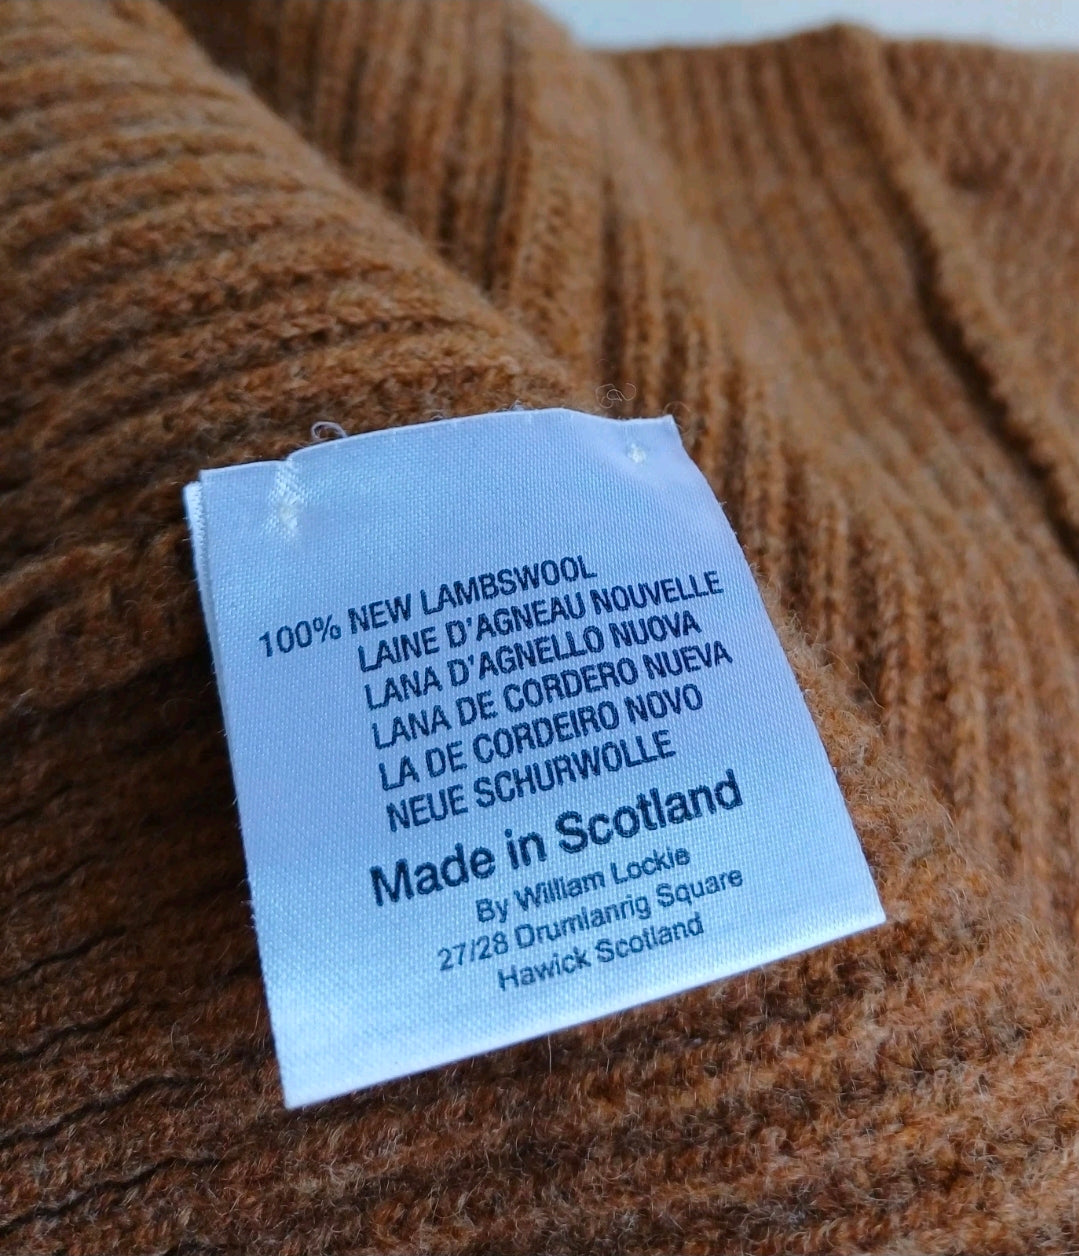 100% NEW LAMBSWOOL
LAINE D'AGNEAU NOUVELLE
LANA D'AGNELLO NUOVA
LANA DE CORDERO NUEVA
LA DE CORDEIRO NOVO
NEUE SCHURWOLLE
Made in Scotland
By William Lockie
27/28 Drumlanrig Square
Hawick Scotland